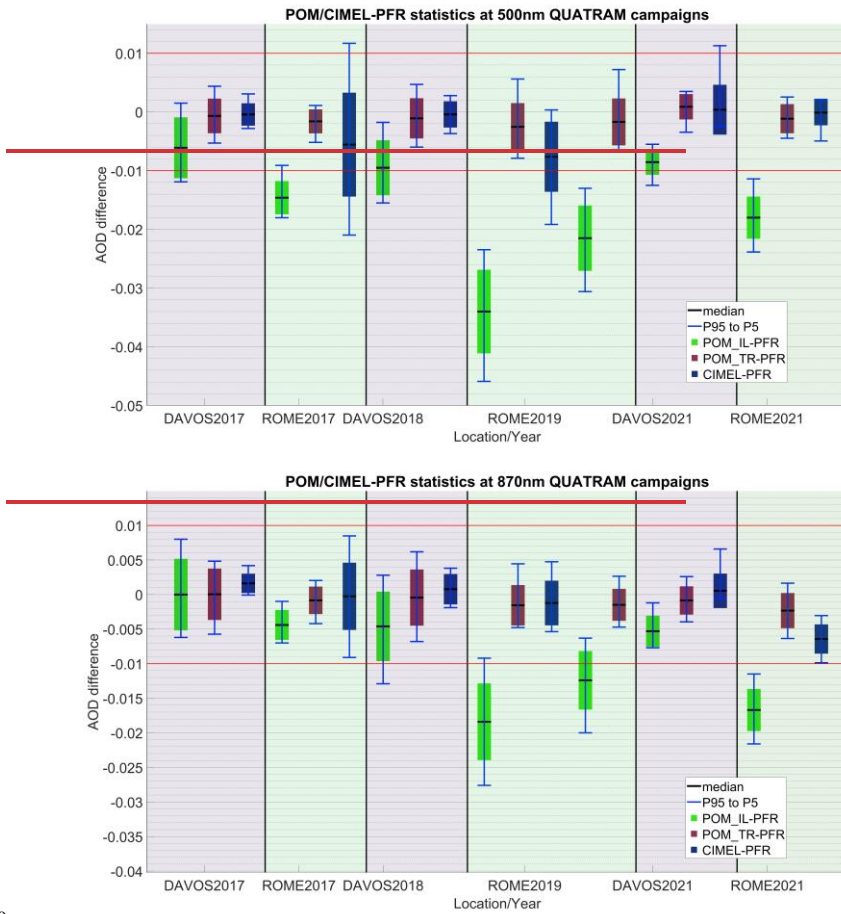 POM/CIMEL-PFR statistics at 500nm QUATRAM campaigns
0.01
0
-0.01
-0.02
-0.03
-0.04
-0.05
AOD difference
median
P95 to P5
POM_IL-PFR
POM_TR-PFR
CIMEL-PFR
DAVOS2017 ROME2017 DAVOS2018 ROME2019 DAVOS2021 ROME2021
Location/Year
POM/CIMEL-PFR statistics at 870nm QUATRAM campaigns
0.01
0.005
0
-0.005
-0.01
-0.015
-0.02
-0.025
-0.03
-0.035
-0.04
AOD difference
median
P95 to P5
POM_IL-PFR
POM_TR-PFR
CIMEL-PFR
DAVOS2017 ROME2017 DAVOS2018 ROME2019 DAVOS2021 ROME2021
Location/Year